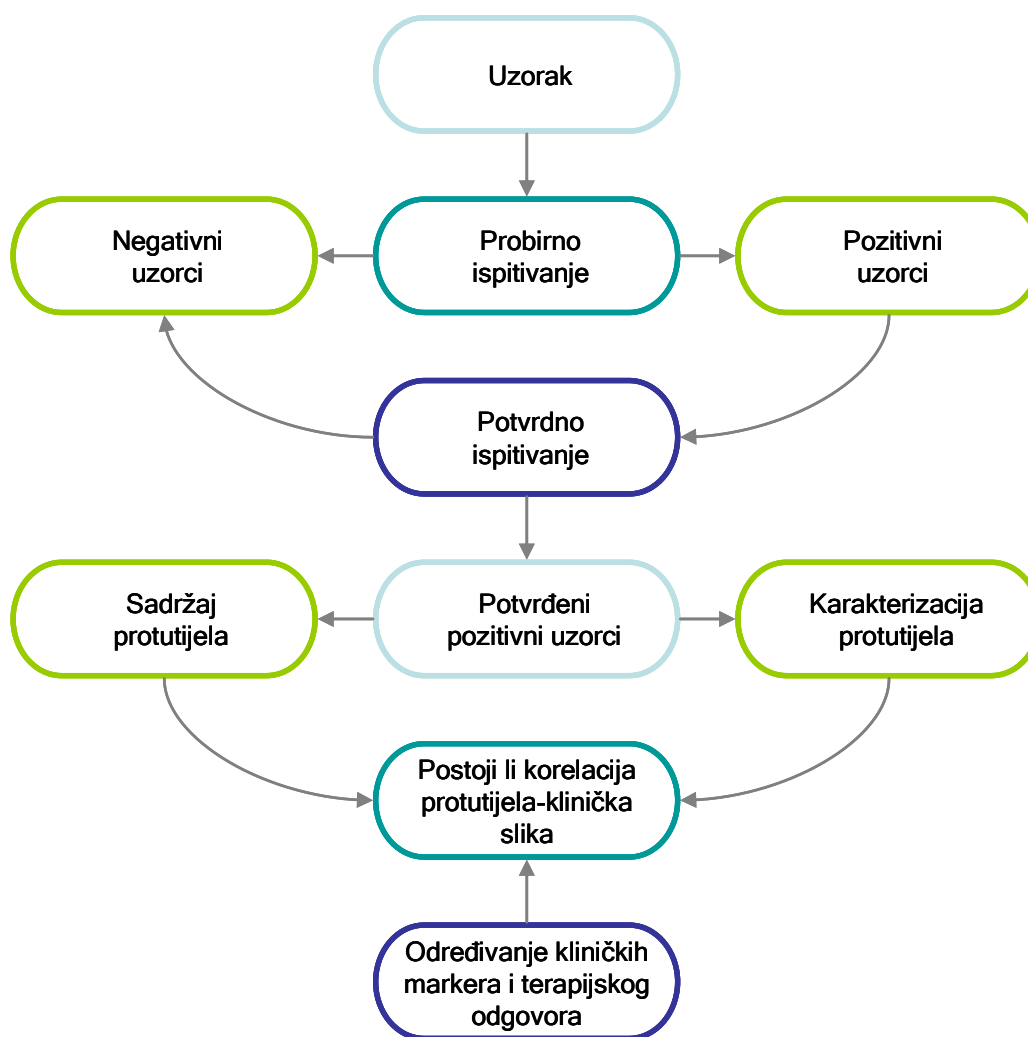 Uzorak
Negativni
uzorci
Probirno
ispitivanje
Pozitivni
uzorci
Potvrdno
ispitivanje
Sadržaj
protutijela
Potvrđeni
pozitivni uzorci
Karakterizacija
protutijela
Postoji li korelacija
protutijela-klinička
slika
Određivanje kliničkih
markera i terapijskog
odgovora